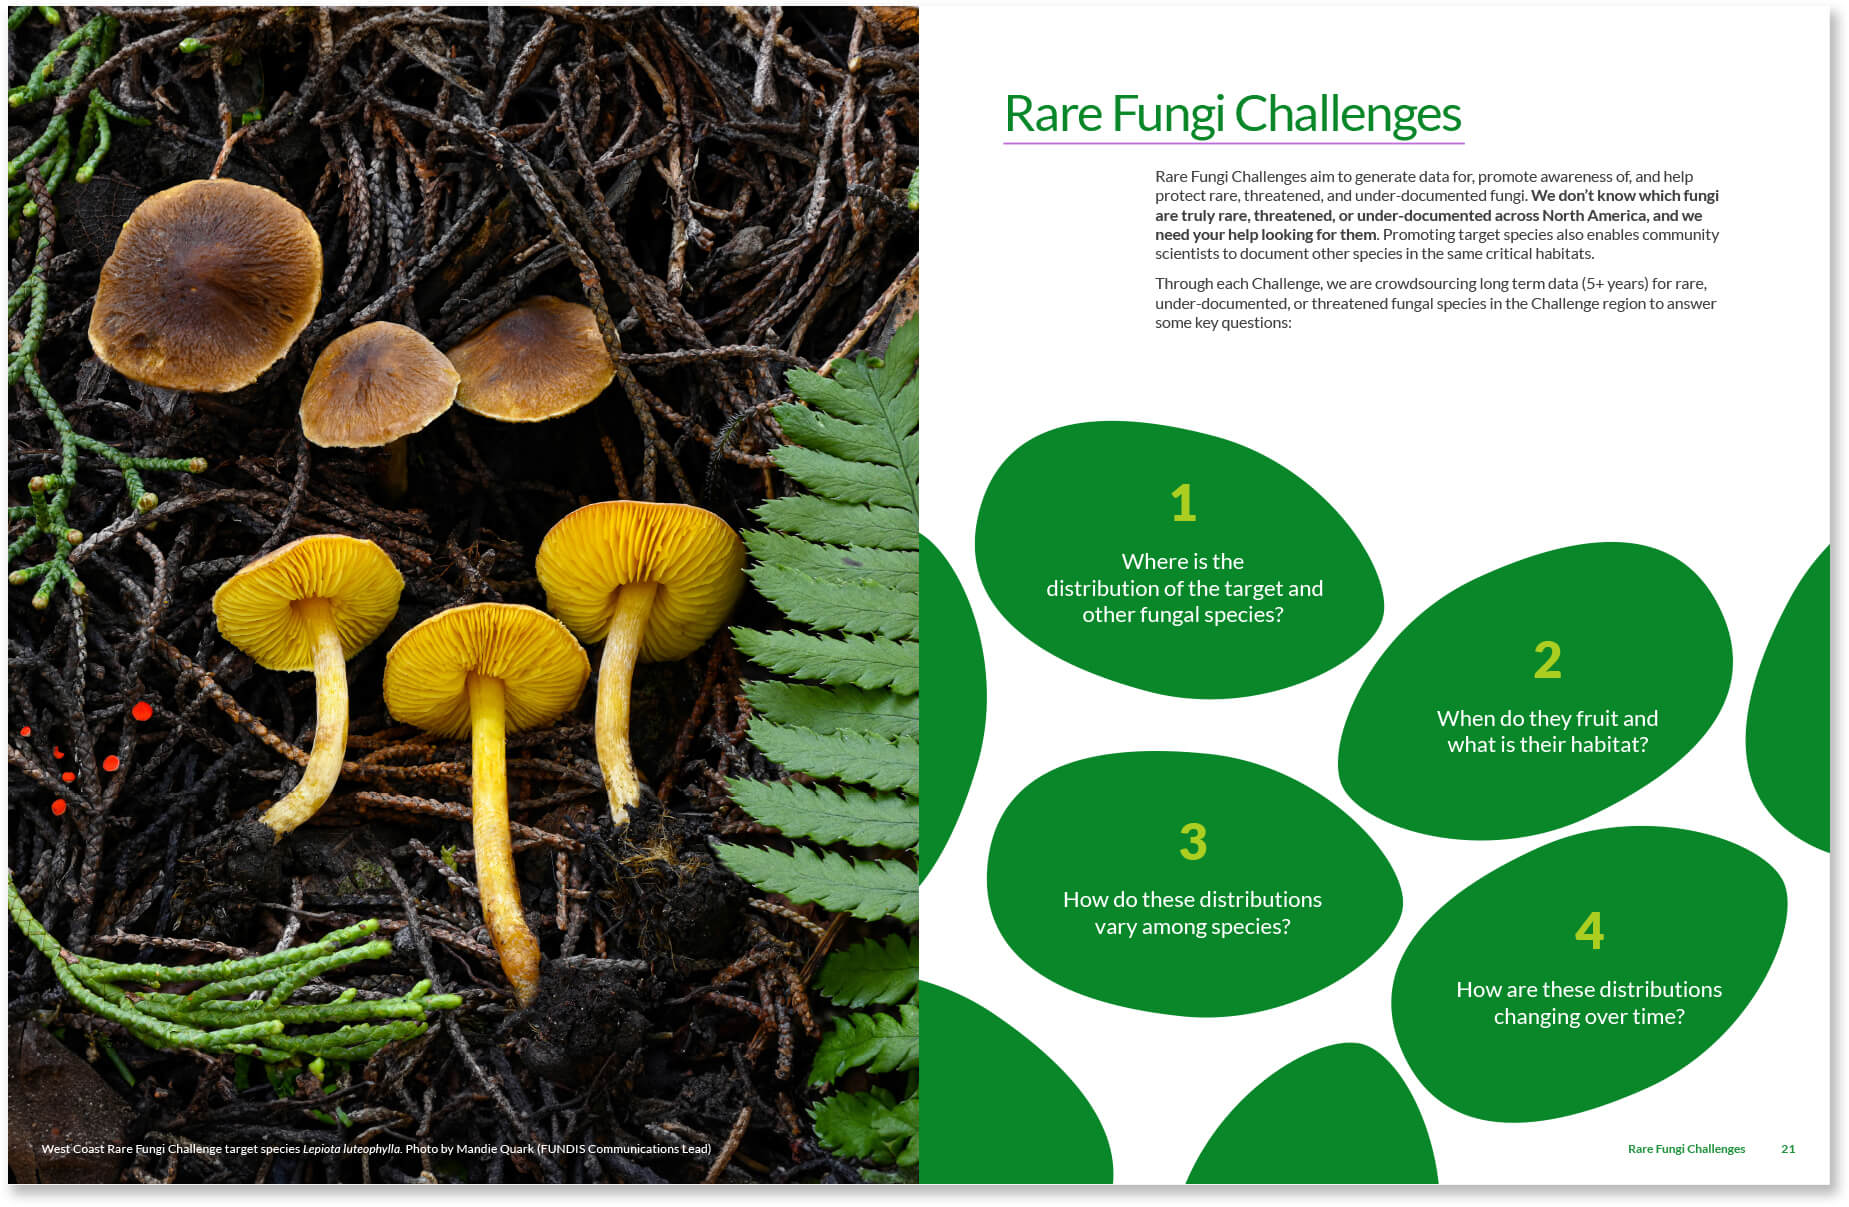 Rare Fungi Challenges
Rare Fungi Challenges aim to generate data for, promote awareness of, and help
protect rare, threatened, and under-documented fungi. We don’t know which fungi
are truly rare, threatened, or under-documented across North America, and we
need your help looking for them. Promoting target species also enables community
scientists to document other species in the same critical habitats.
Through each Challenge, we are crowdsourcing long term data (5+ years) for rare,
under-documented, or threatened fungal species in the Challenge region to answer
some key questions:
1
Where is the
distribution of the target and
other fungal species?
2
When do they fruit and
what is their habitat?
3
How do these distributions
vary among species?
4
How are these distributions
changing over time?
West Coast Rare Fungi Challenge target species Lepiota luteophylla. Photo by Mandie Quark (FUNDIS Communications Lead)
Rare Fungi Challenges 21